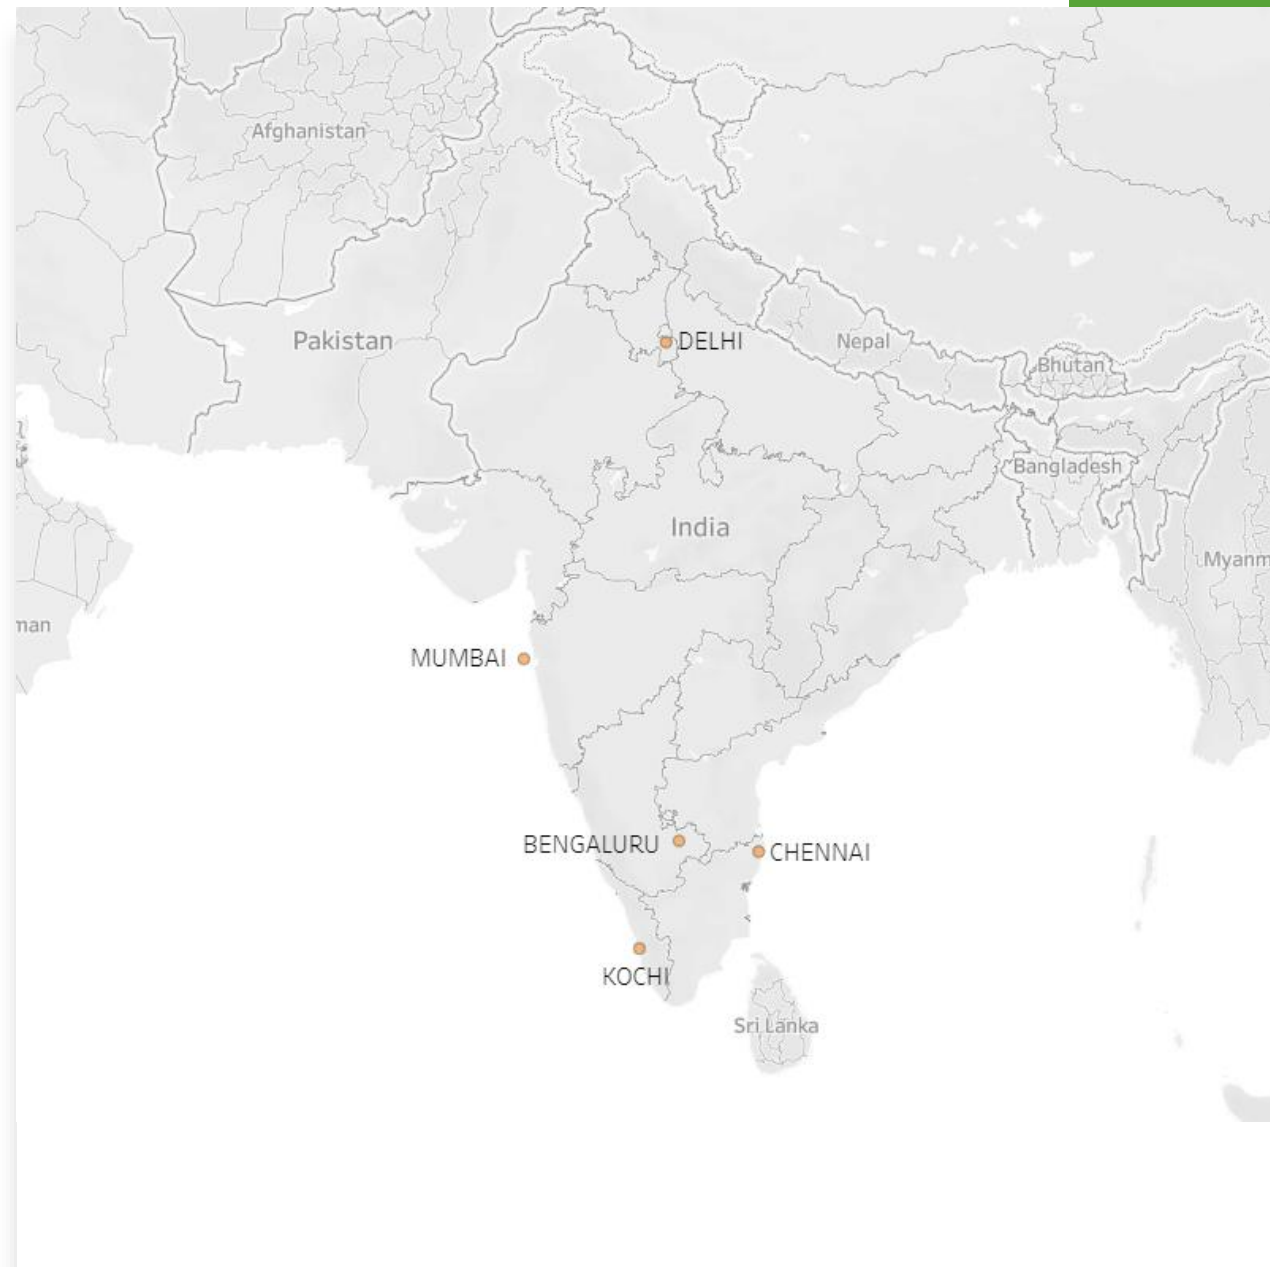 Afghanistan
Pakistan
DELHI
Nepal
Bhutan
Bangladesh
India
Myanm
man
MUMBAI
BENGALURU
CHENNAI
KOCHI
Sri Lanka